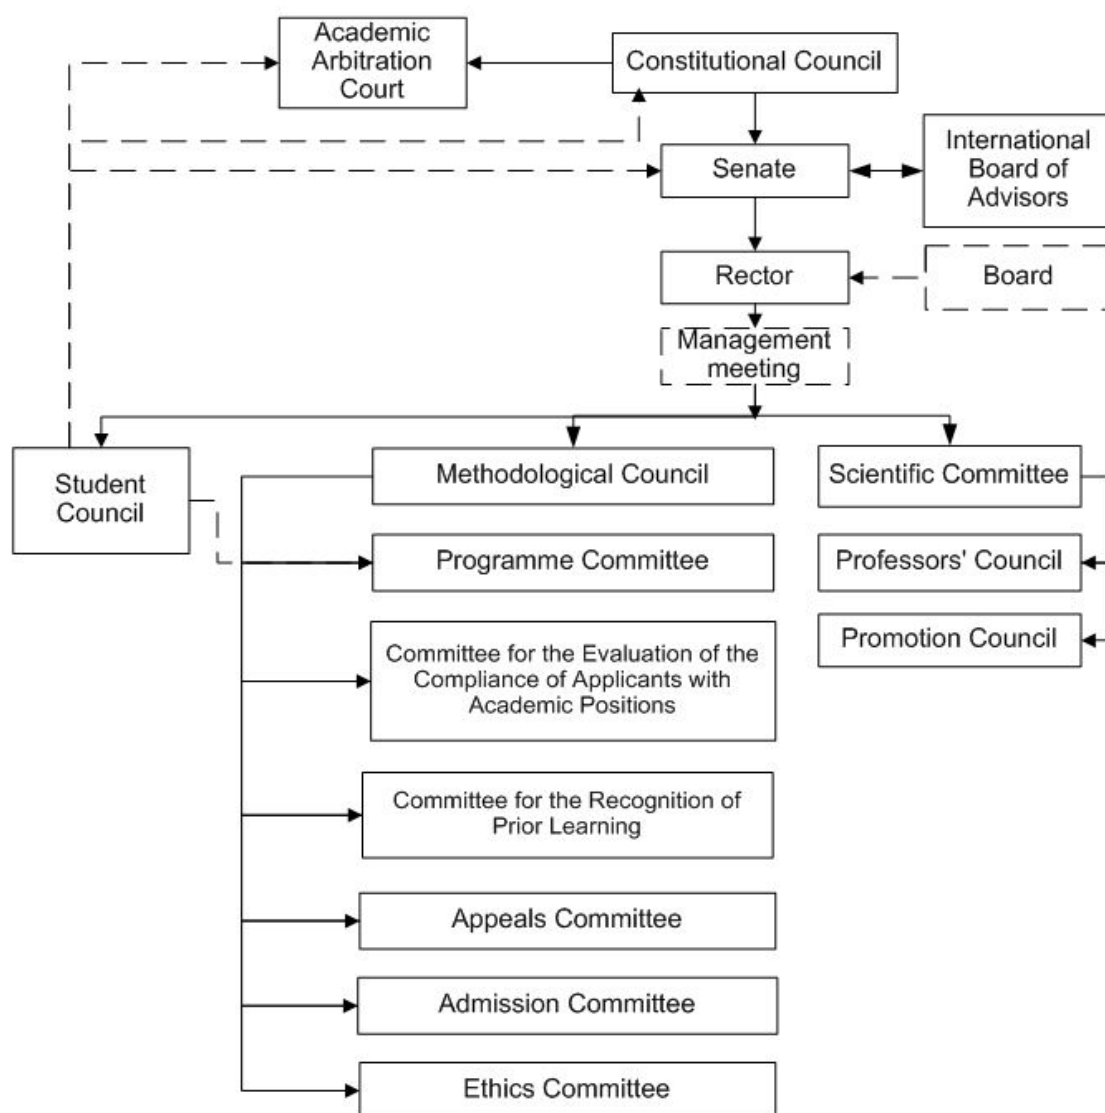 Academic
Arbitration
Court
Constitutional Council
Senate
International
Board of
Advisors
Rector
Board
Management
meeting
Student
Council
Methodological Council
Scientific Committee
Programme Committee
Professors' Council
Committee for the Evaluation of the
Compliance of Applicants with
Academic Positions
Promotion Council
Committee for the Recognition of
Prior Learning
Appeals Committee
Admission Committee
Ethics Committee